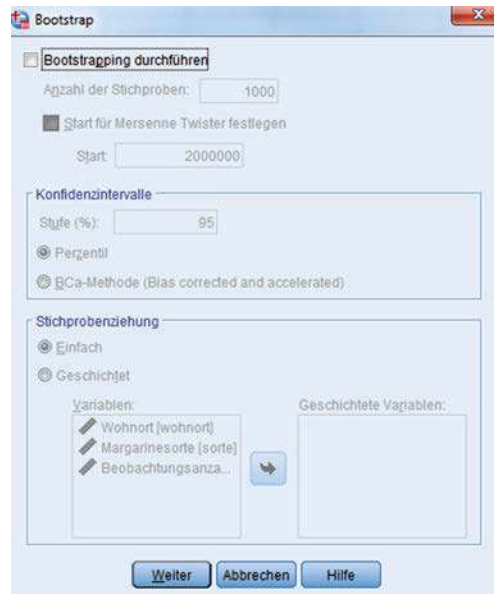 Bootstrap
Bootstrapping durchführen
Anzahl der Stichproben: 1000
Start für Mersenne Twister festlegen
Start: 2000000
Konfidenzintervalle
Stufe (%): 95
Perzentil
BCa-Methode (Bias corrected and accelerated)
Stichprobenziehung
Einfach
Geschichtet
Variablen:
Wohnort [wohnort]
Margarinesorte [sorte]
Beobachtungsanza...
Geschichtete Variablen:
Weiter Abbrechen Hilfe